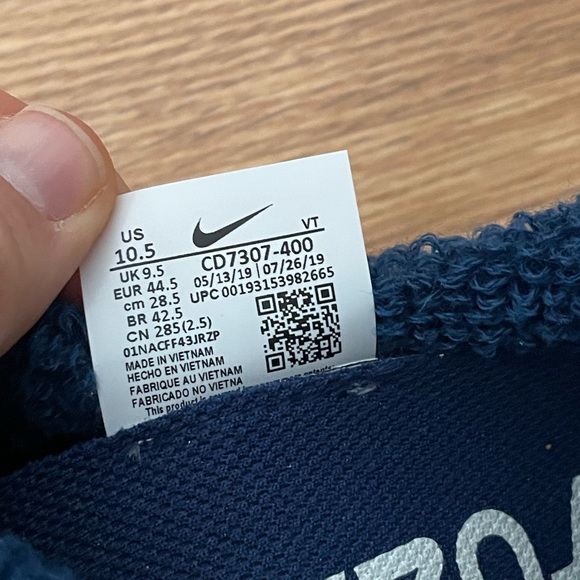 US
10.5
VT
UK 9.5
CD7307-400
EUR 44.5
05/13/19 | 07/26/19
cm 28.5
UPC 00193153982665
BR 42.5
CN 285(2.5)
01NACFF43JRZP
MADE IN VIETNAM
HECHO EN VIETNAM
FABRIQUE AU VIETNAM
FABRICADO NO VIETNA
This product
patents: